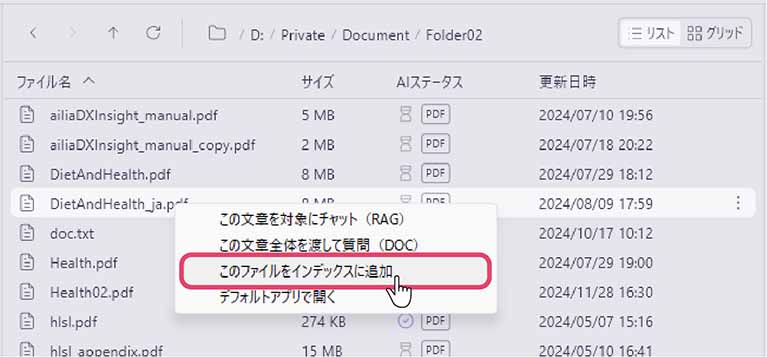 / D: / Private / Document / Folder02 リスト グリッド
ファイル名 サイズ AIステータス 更新日時
ailiaDXInsight_manual.pdf 5 MB PDF 2024/07/10 19:56
ailiaDXInsight_manual_copy.pdf 2 MB PDF 2024/07/18 20:22
DietAndHealth.pdf 8 MB PDF 2024/07/29 18:12
DietAndHealth_ja.pdf 8 MB PDF 2024/08/09 17:59
この文章を対象にチャット（RAG）
doc.txt 2024/10/17 10:12
この文章全体を渡して質問（DOC）
Health.pdf 2024/07/29 19:00
このファイルをインデックスに追加
Health02.pdf 2024/11/28 16:30
デフォルトアプリで開く
hlsl.pdf 274 KB PDF 2024/05/07 15:16
hlsl_appendix.pdf 15 MB PDF 2024/05/10 16:41